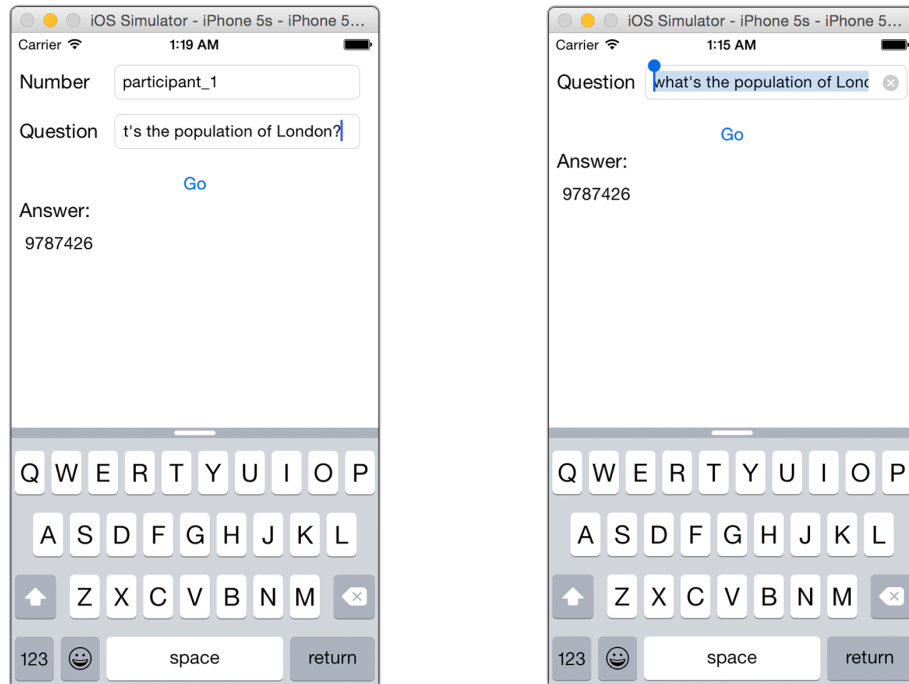 iOS Simulator - iPhone 5s - iPhone 5...
Carrier 1:19 AM
Number participant_1
Question t's the population of London?
Go
Answer:
9787426
Q W E R T Y U I O P
A S D F G H J K L
Z X C V B N M
123 space return
iOS Simulator - iPhone 5s - iPhone 5...
Carrier 1:15 AM
Question what's the population of Lonc
Go
Answer:
9787426
Q W E R T Y U I O P
A S D F G H J K L
Z X C V B N M
123 space return